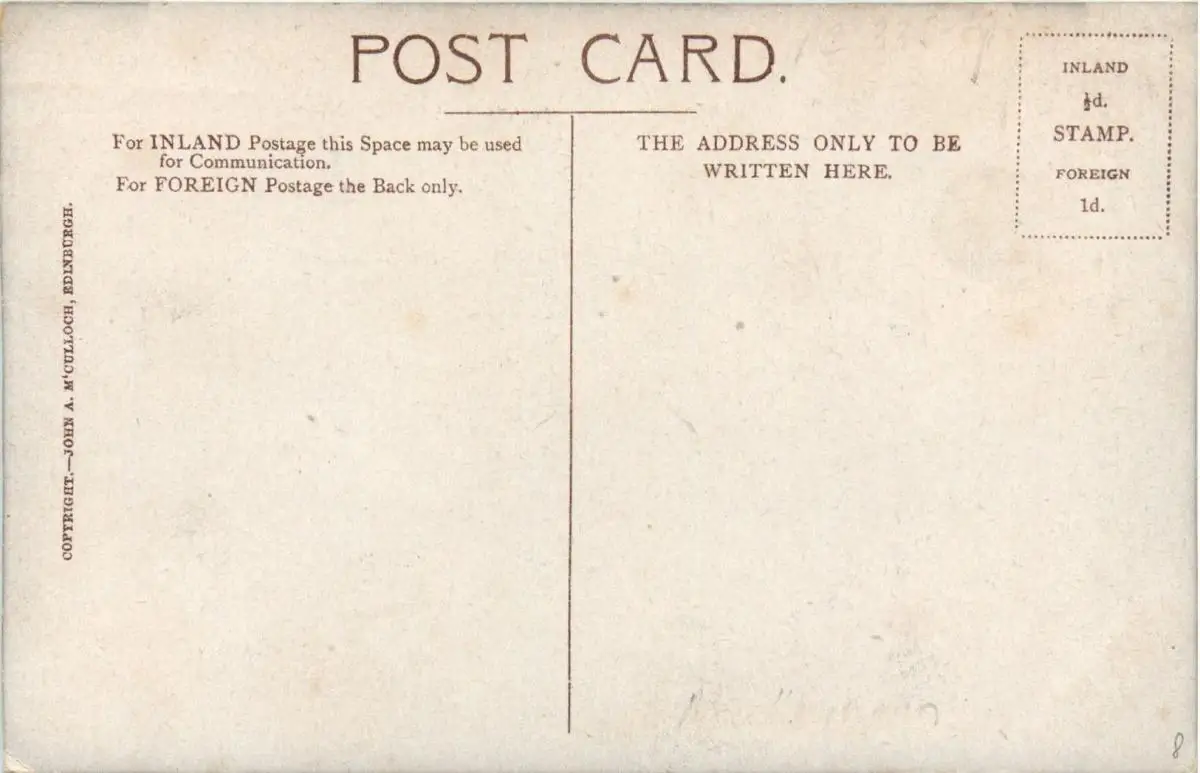 POST CARD.
For INLAND Postage this Space may be used
for Communication.
For FOREIGN Postage the Back only.
THE ADDRESS ONLY TO BE
WRITTEN HERE.
INLAND
½d.
STAMP.
FOREIGN
1d.
COPYRIGHT.—JOHN A. M'CULLOCH, EDINBURGH.
8